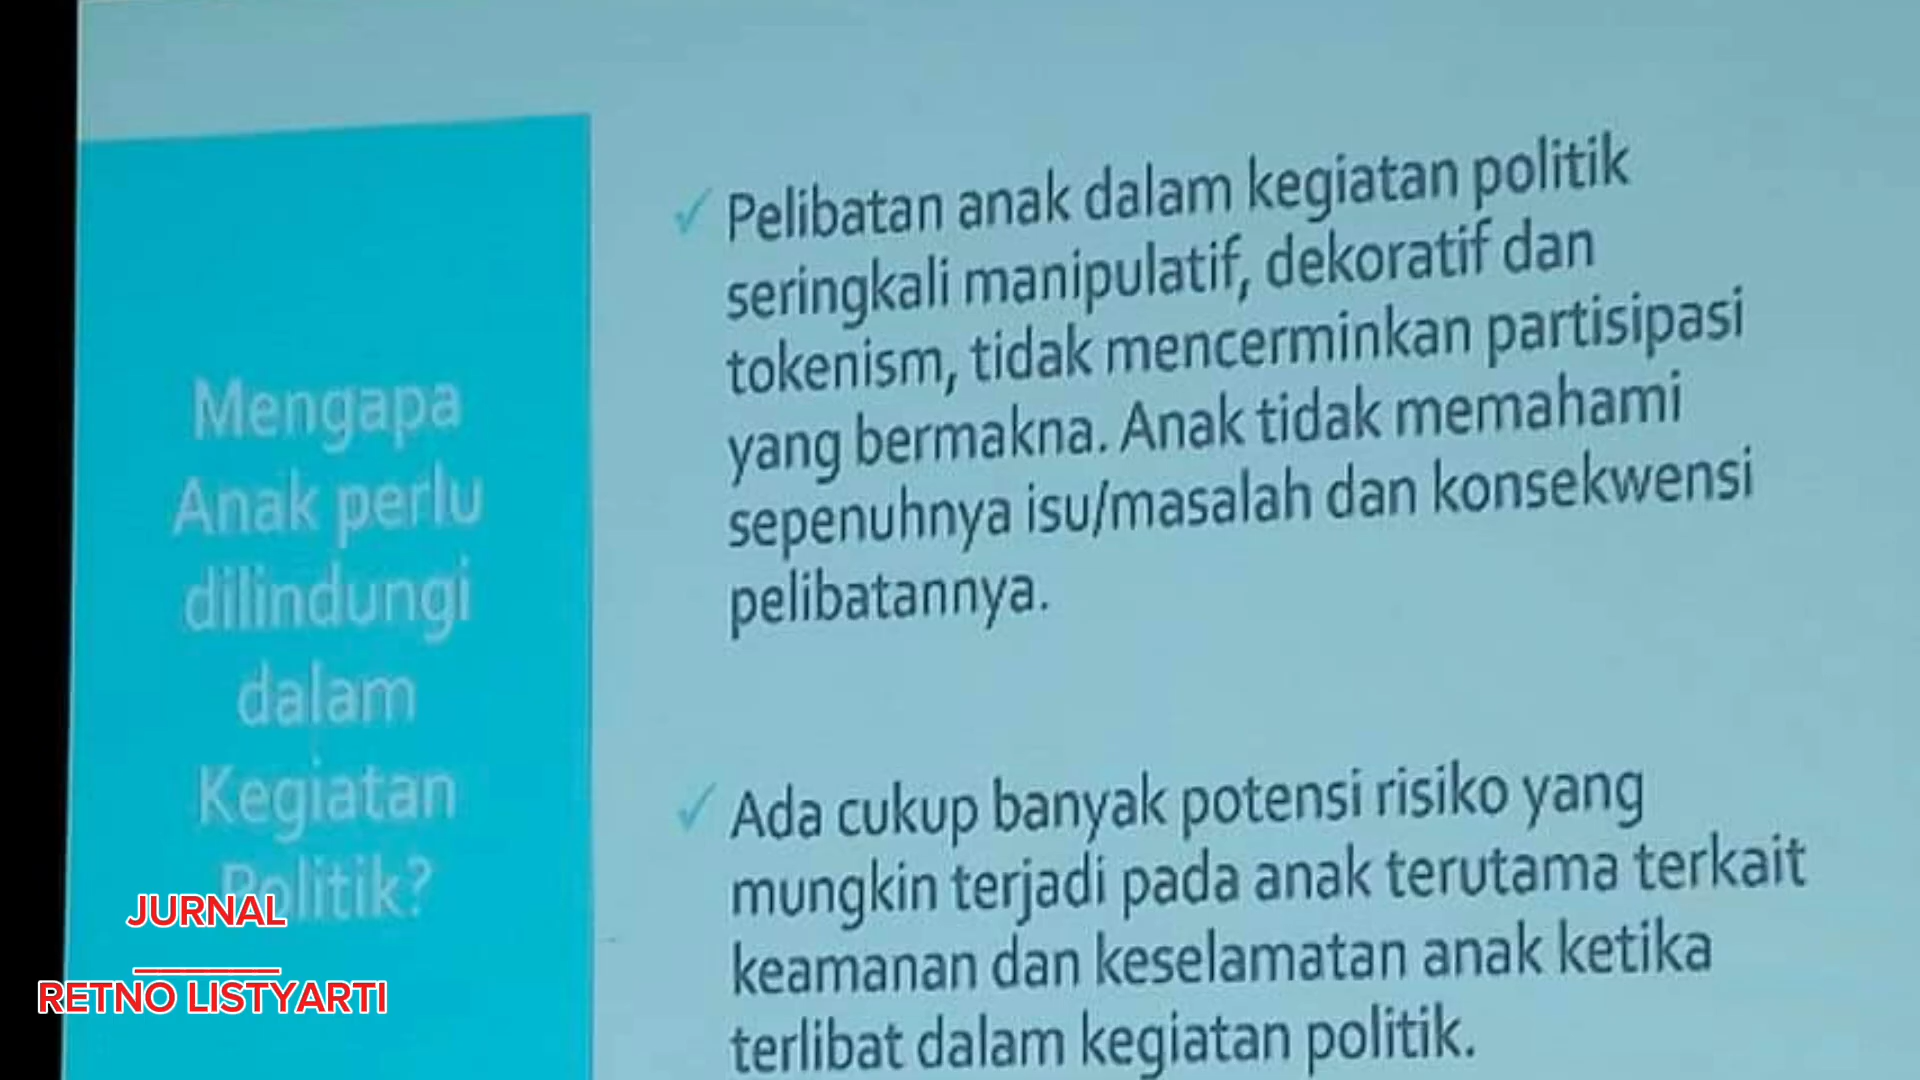 Mengapa
Anak perlu
dilindungi
dalam
Kegiatan
Politik?
✓ Pelibatan anak dalam kegiatan politik
seringkali manipulatif, dekoratif dan
tokenism, tidak mencerminkan partisipasi
yang bermakna. Anak tidak memahami
sepenuhnya isu/masalah dan konsekwensi
pelibatannya.
✓ Ada cukup banyak potensi risiko yang
mungkin terjadi pada anak terutama terkait
keamanan dan keselamatan anak ketika
terlibat dalam kegiatan politik.
JURNAL
RETNO LISTYARTI